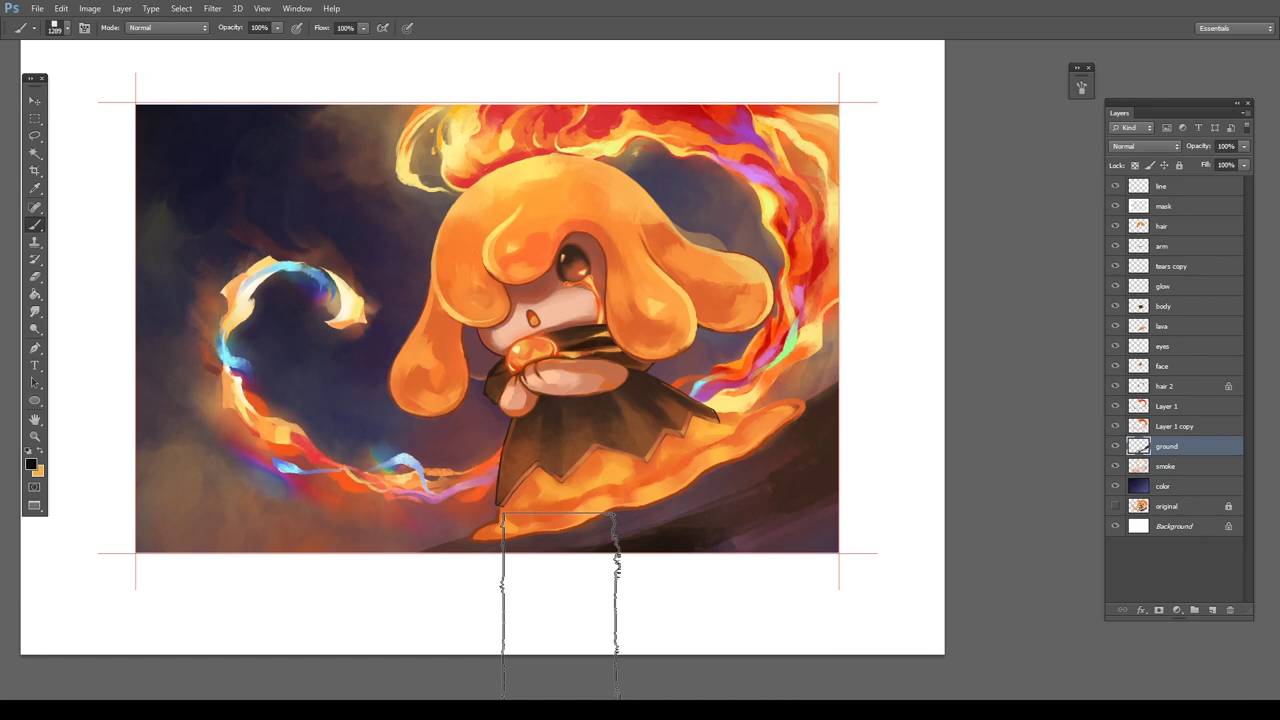 Ps File Edit Image Layer Type Select Filter 3D View Window Help
1289 Mode: Normal Opacity: 100% Flow: 100% Essentials
Layers
Kind
Normal Opacity: 100%
Lock: Fill: 100%
line
mask
hair
arm
tears copy
glow
body
lava
eyes
face
hair 2
Layer 1
Layer 1 copy
ground
smoke
color
original
Background